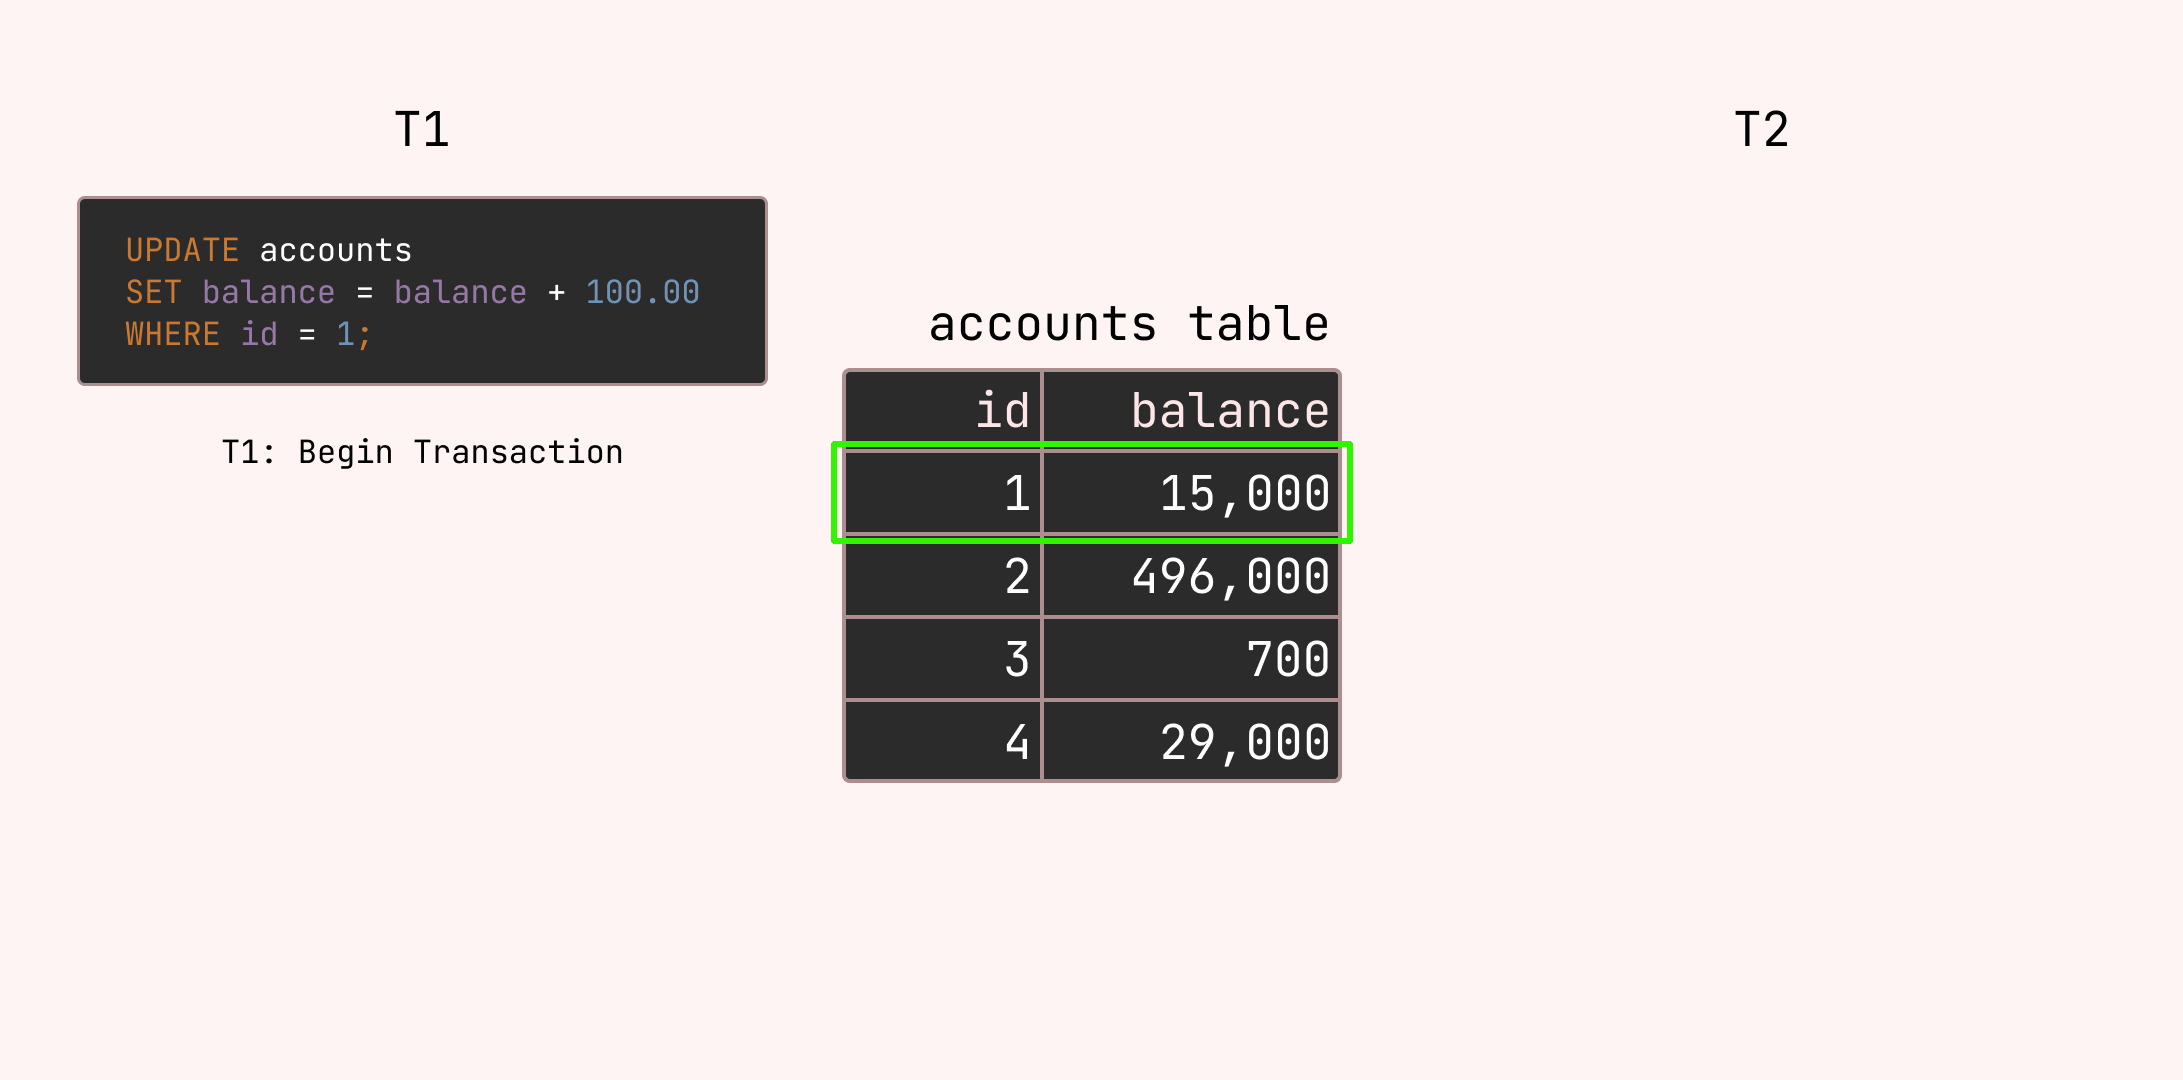 T1
T2
UPDATE accounts
SET balance = balance + 100.00
WHERE id = 1;
T1: Begin Transaction
accounts table
id balance
1 15,000
2 496,000
3 700
4 29,000